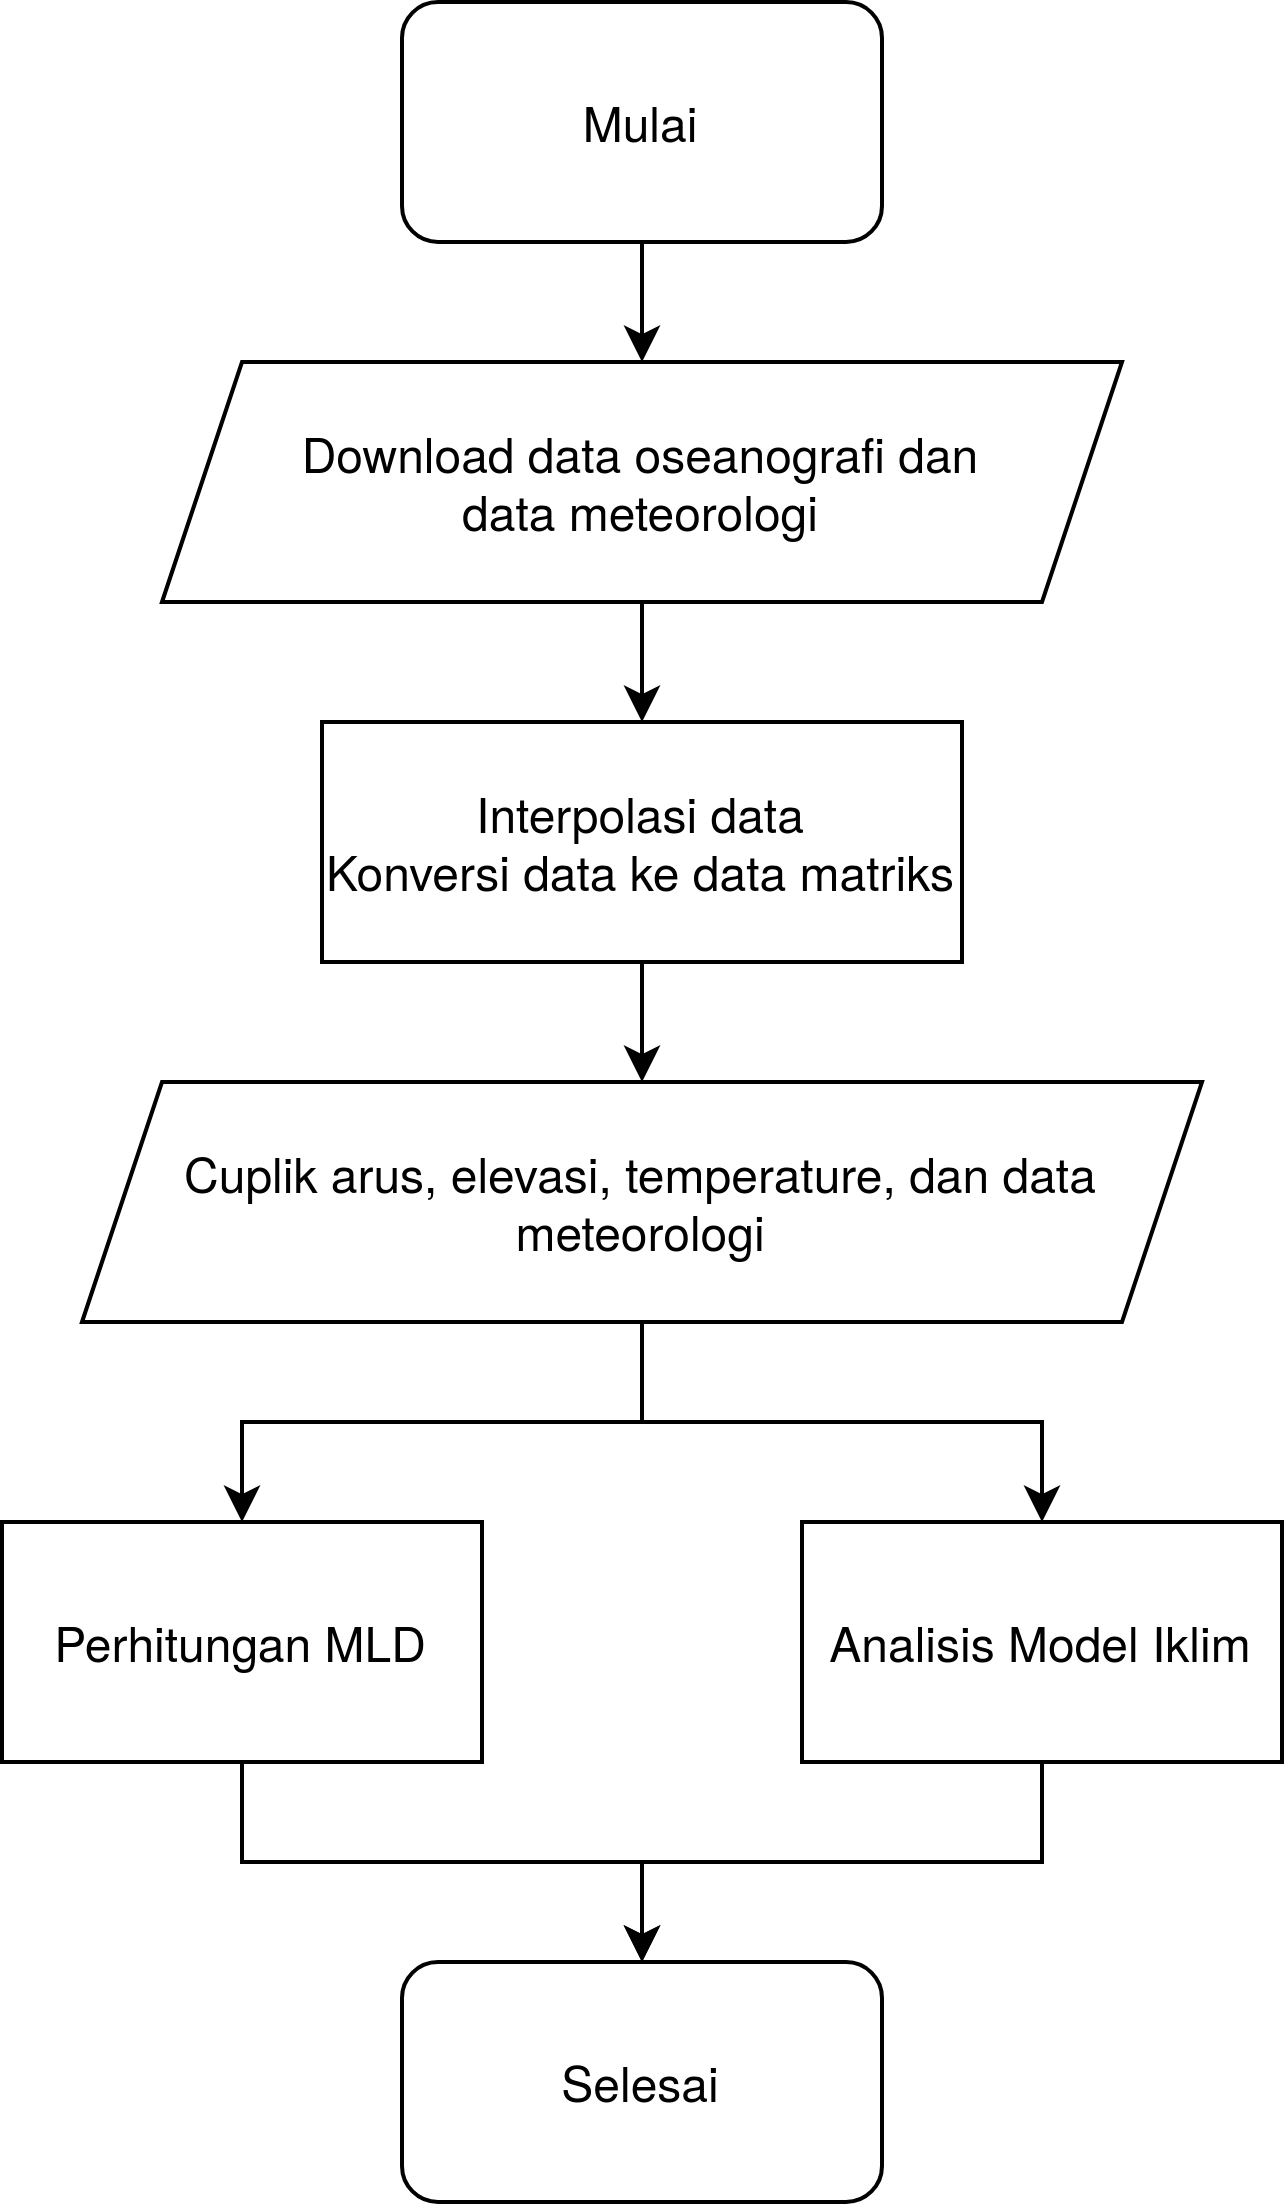 Mulai
Download data oseanografi dan
data meteorologi
Interpolasi data
Konversi data ke data matriks
Cuplik arus, elevasi, temperature, dan data
meteorologi
Perhitungan MLD
Analisis Model Iklim
Selesai